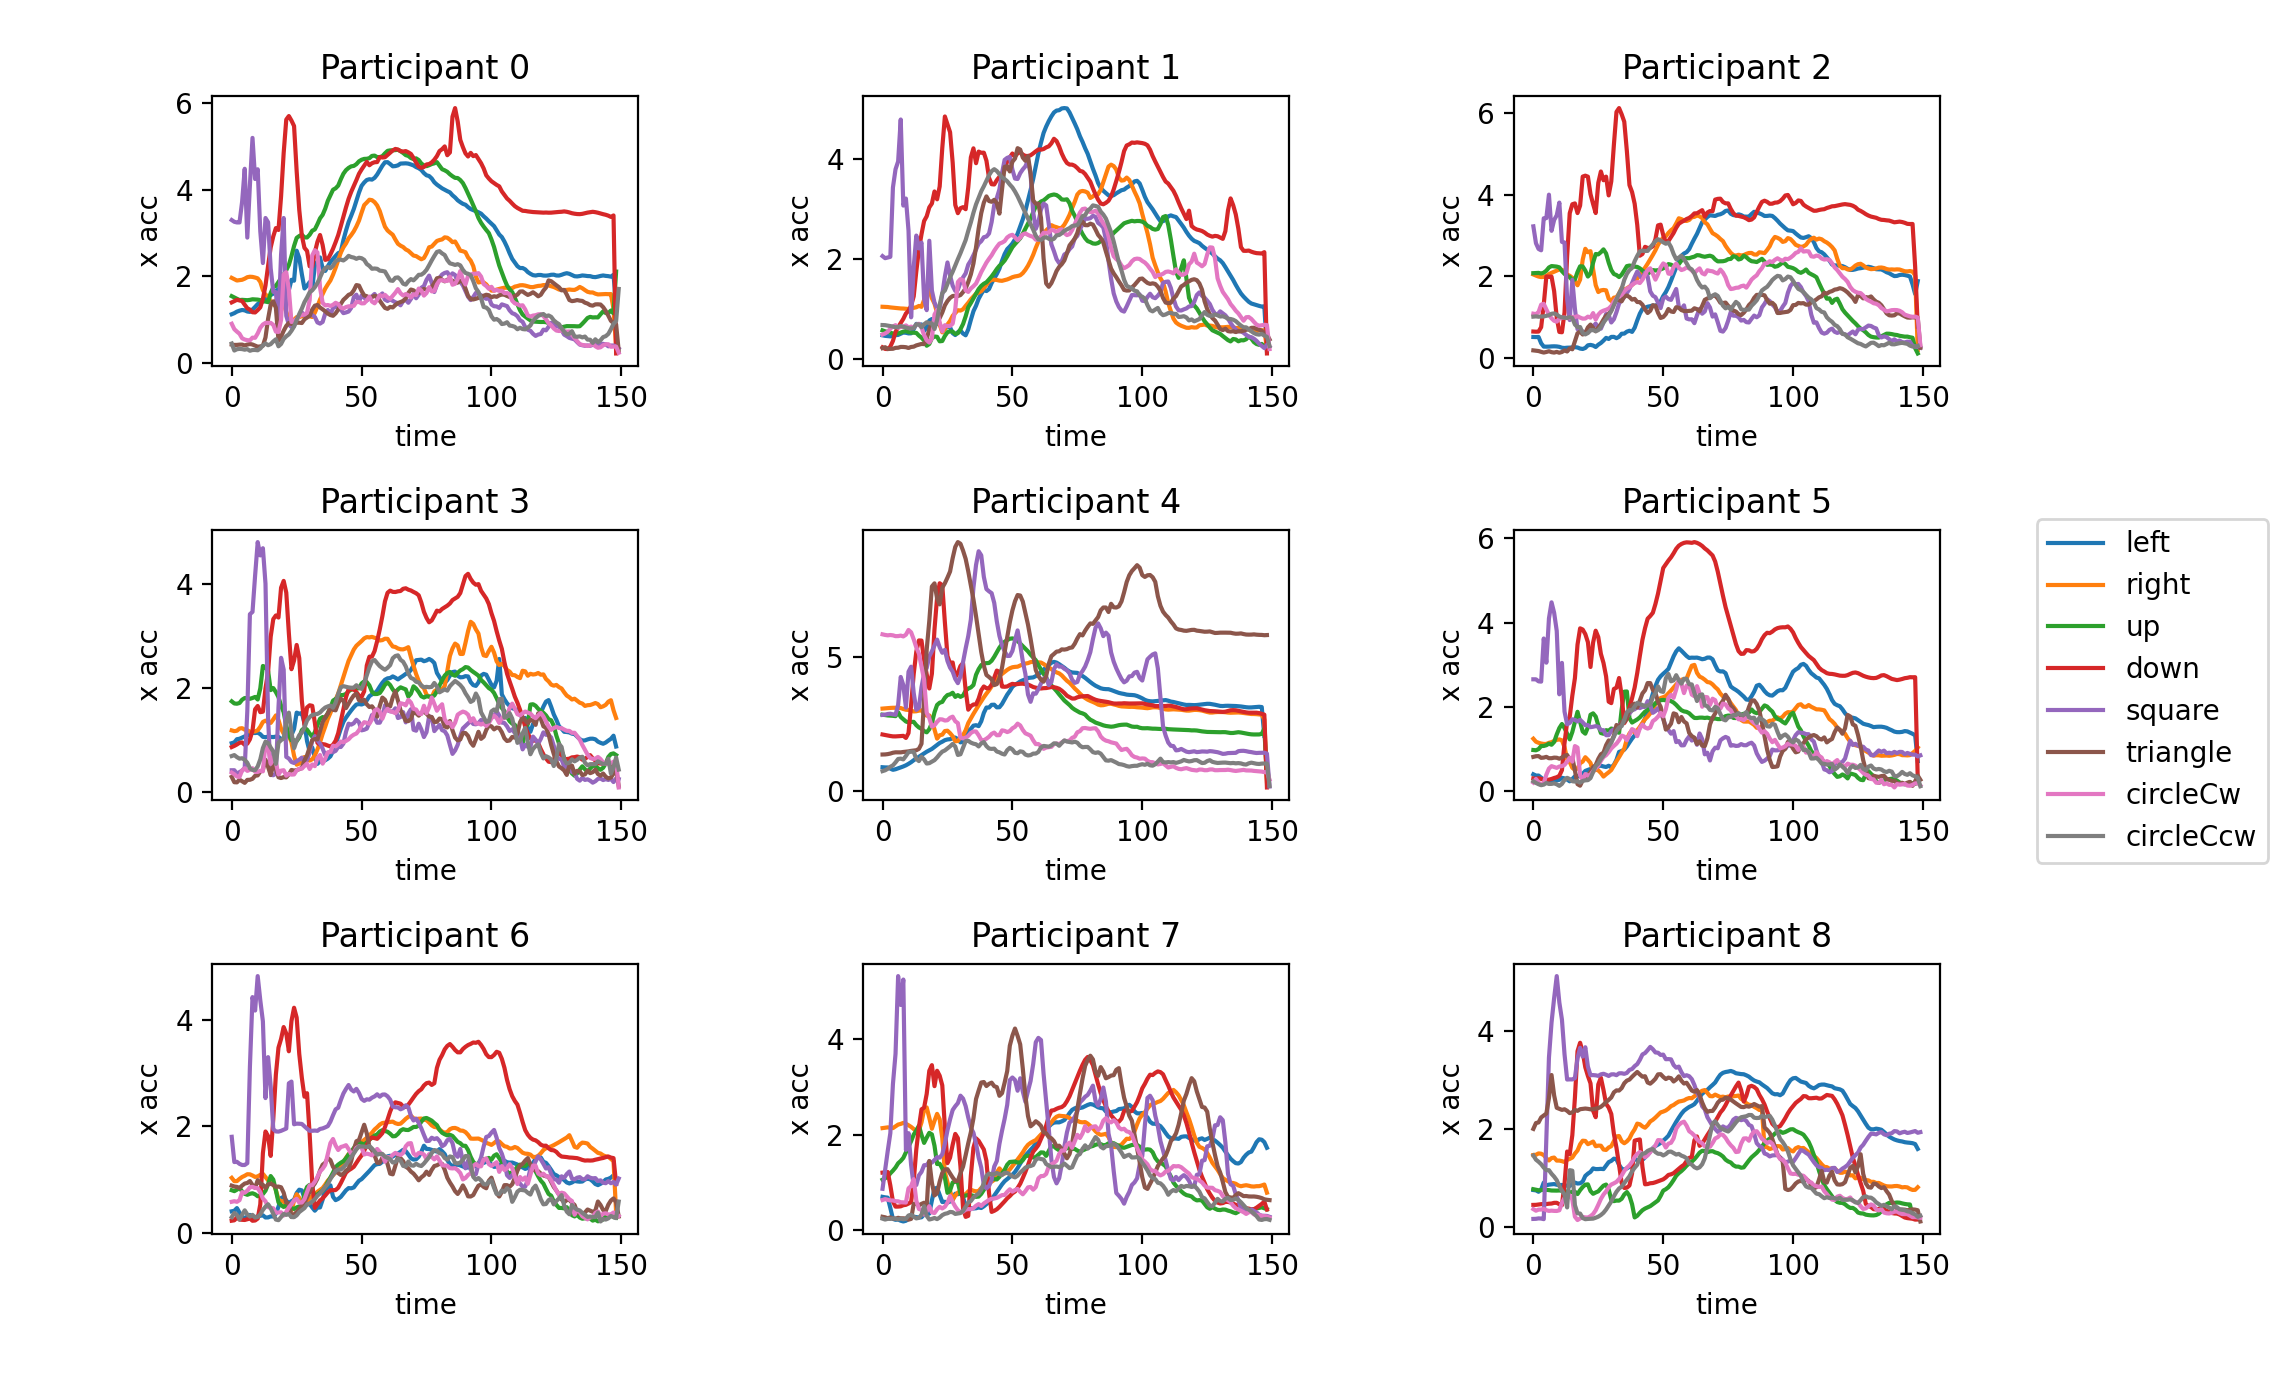 Participant 0
6
4
2
0
x acc
0 50 100 150
time
Participant 1
4
2
0
x acc
0 50 100 150
time
Participant 2
6
4
2
0
x acc
0 50 100 150
time
Participant 3
4
2
0
x acc
0 50 100 150
time
Participant 4
5
0
x acc
0 50 100 150
time
Participant 5
6
4
2
0
x acc
0 50 100 150
time
left
right
up
down
square
triangle
circleCw
circleCcw
Participant 6
4
2
0
x acc
0 50 100 150
time
Participant 7
4
2
0
x acc
0 50 100 150
time
Participant 8
4
2
0
x acc
0 50 100 150
time